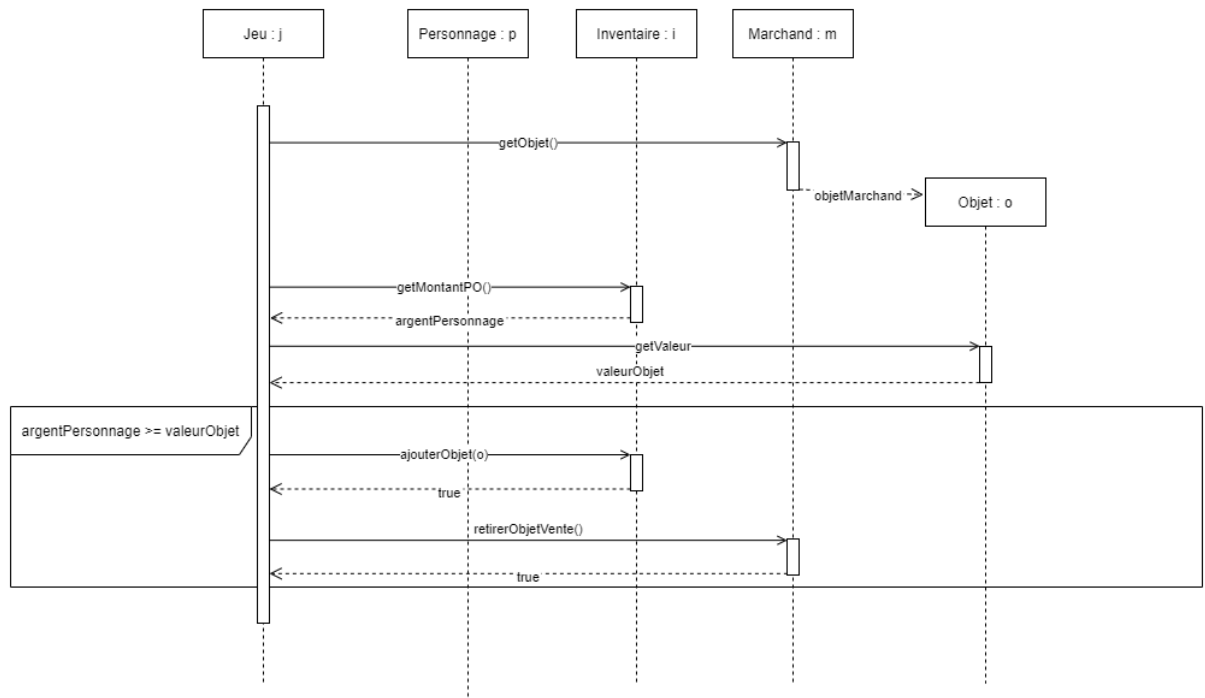 Jeu : j
Personnage : p
Inventaire : i
Marchand : m
getObjet()
objetMarchand
Objet : o
getMontantPO()
argentPersonnage
getValeur
valeurObjet
argentPersonnage >= valeurObjet
ajouterObjet(o)
true
retirerObjetVente()
true